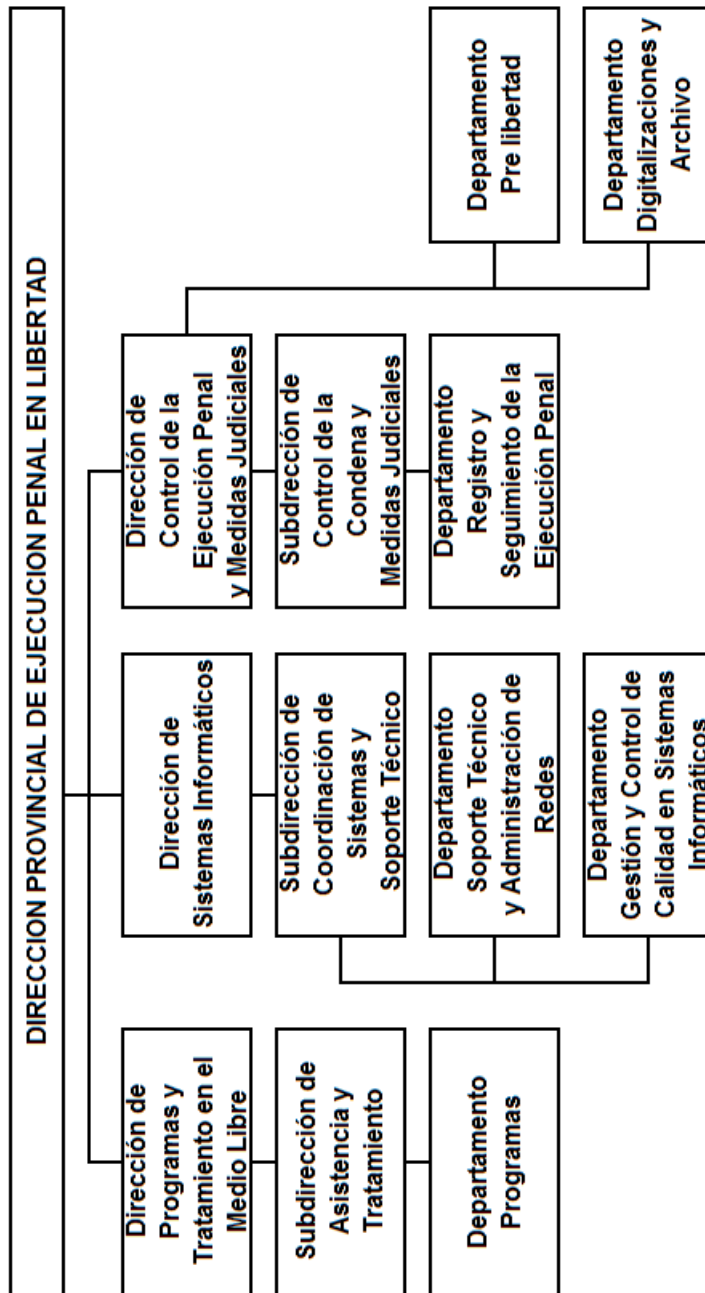 DIRECCION PROVINCIAL DE EJECUCION PENAL EN LIBERTAD
Dirección de
Programas y
Tratamiento en el
Medio Libre
Subdirección de
Asistencia y
Tratamiento
Departamento
Programas
Dirección de
Sistemas Informáticos
Subdirección de
Coordinación de
Sistemas y
Soporte Técnico
Departamento
Soporte Técnico
y Administración de
Redes
Departamento
Gestión y Control de
Calidad en Sistemas
Informáticos
Dirección de
Control de la
Ejecución Penal
y Medidas Judiciales
Subdrección de
Control de la
Condena y
Medidas Judiciales
Departamento
Registro y
Seguimiento de la
Ejecución Penal
Departamento
Pre libertad
Departamento
Digitalizaciones y
Archivo